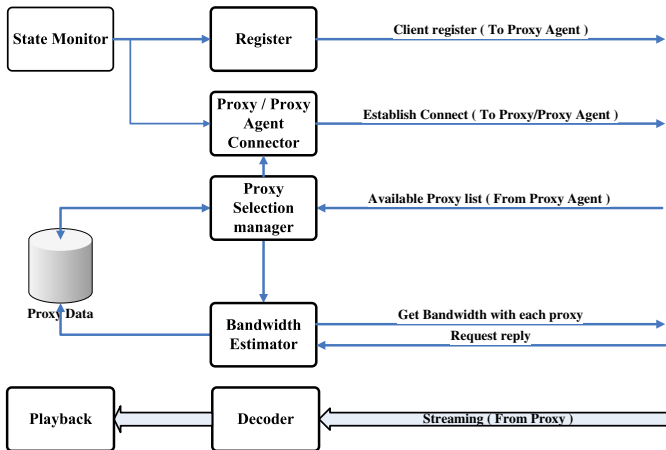 State Monitor
Register
Client register ( To Proxy Agent )
Proxy / Proxy
Agent
Connector
Establish Connect ( To Proxy/Proxy Agent )
Proxy
Selection
manager
Available Proxy list ( From Proxy Agent )
Proxy Data
Bandwidth
Estimator
Get Bandwidth with each proxy
Request reply
Playback
Decoder
Streaming ( From Proxy )